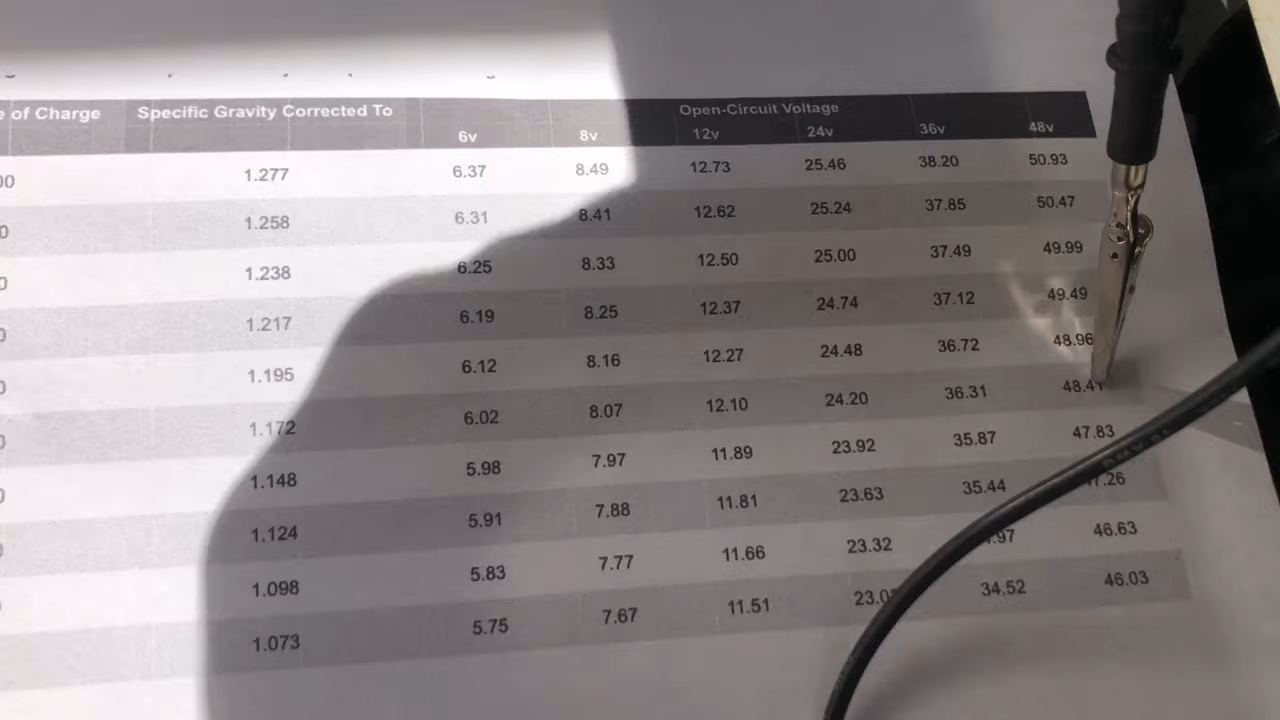 e of Charge Specific Gravity Corrected To Open-Circuit Voltage
6v 8v 12v 24v 36v 48v
00 1.277 6.37 8.49 12.73 25.46 38.20 50.93
0 1.258 6.31 8.41 12.62 25.24 37.85 50.47
0 1.238 6.25 8.33 12.50 25.00 37.49 49.99
0 1.217 6.19 8.25 12.37 24.74 37.12 49.49
0 1.195 6.12 8.16 12.27 24.48 36.72 48.96
0 1.172 6.02 8.07 12.10 24.20 36.31 48.41
0 1.148 5.98 7.97 11.89 23.92 35.87 47.83
1.124 5.91 7.88 11.81 23.63 35.44 7.26
1.098 5.83 7.77 11.66 23.32 .97 46.63
1.073 5.75 7.67 11.51 23.0 34.52 46.03